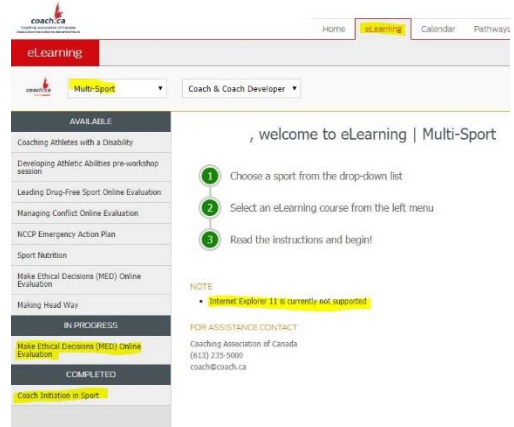 coach.ca
Home eLearning Calendar Pathways
eLearning
coach.ca Multi-Sport Coach & Coach Developer
AVAILABLE
Coaching Athletes with a Disability
Developing Athletic Abilities pre-workshop
session
Leading Drug-Free Sport Online Evaluation
Managing Conflict Online Evaluation
NCCP Emergency Action Plan
Sport Nutrition
Make Ethical Decisions (MED) Online
Evaluation
Making Head Way
IN PROGRESS
Make Ethical Decisions (MED) Online
Evaluation
COMPLETED
Coach Initiation in Sport
, welcome to eLearning | Multi-Sport
1 Choose a sport from the drop-down list
2 Select an eLearning course from the left menu
3 Read the instructions and begin!
NOTE
Internet Explorer 11 is currently not supported
FOR ASSISTANCE CONTACT
Coaching Association of Canada
(613) 235-5000
coach@coach.ca